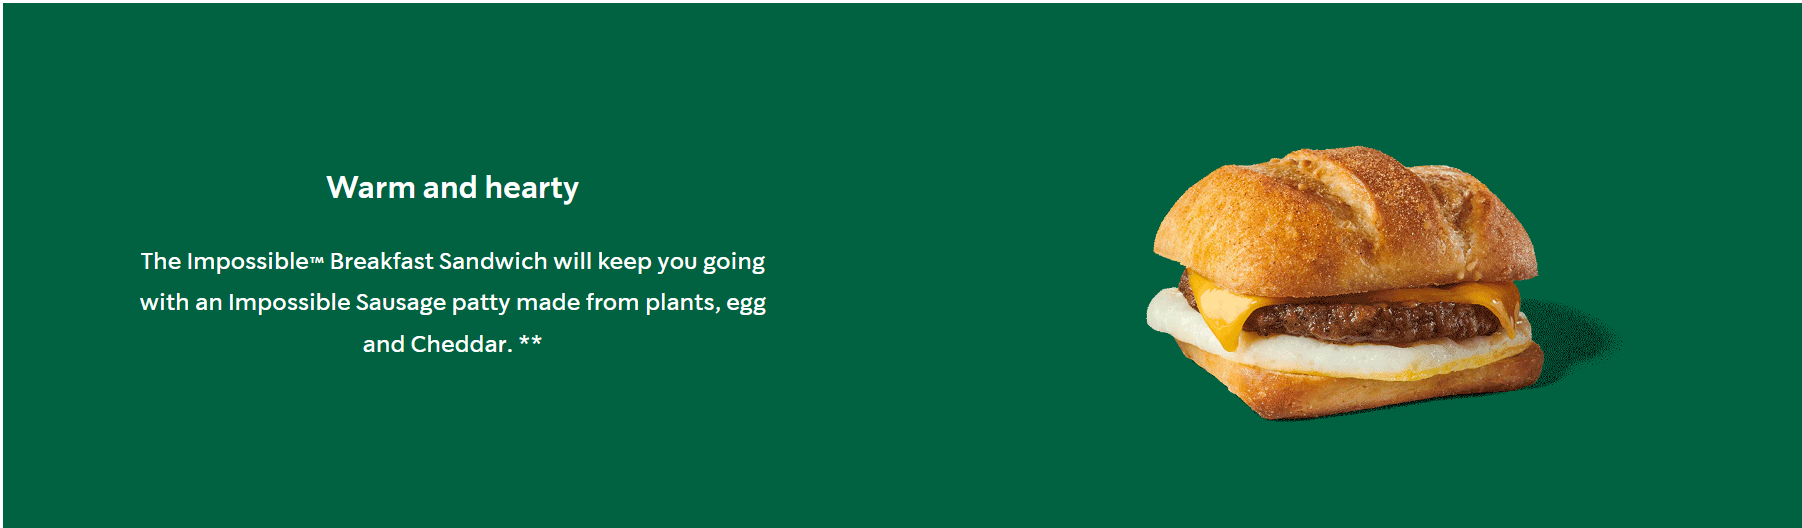 Warm and hearty
The Impossible™ Breakfast Sandwich will keep you going
with an Impossible Sausage patty made from plants, egg
and Cheddar. **